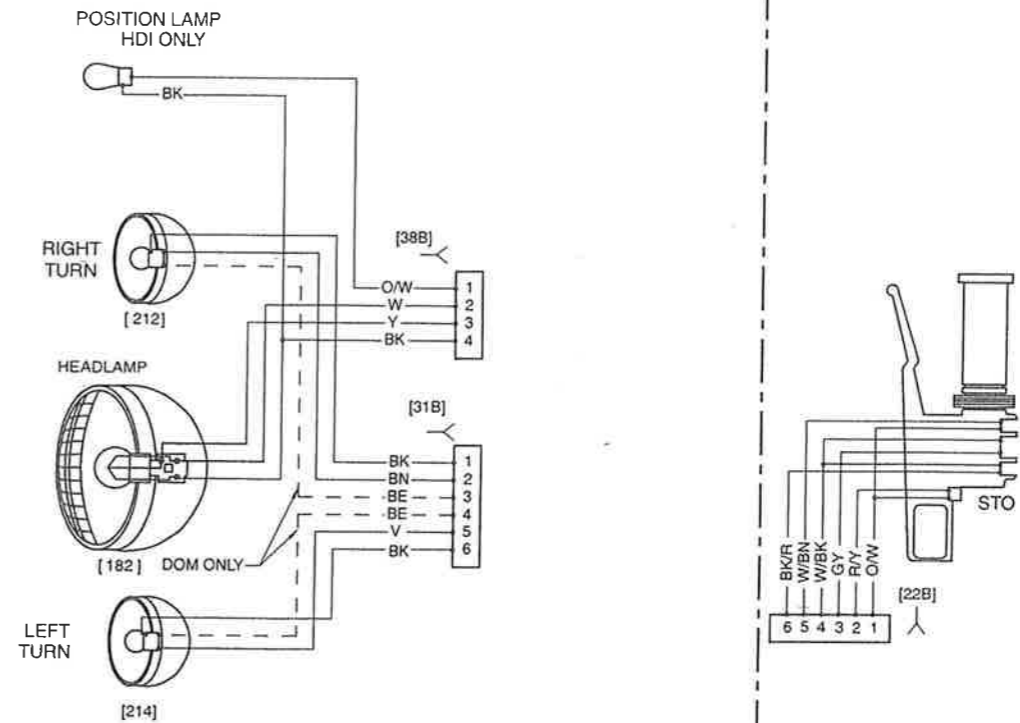 POSITION LAMP
HDI ONLY
BK
RIGHT
TURN
[212]
[38B]
O/W 1
W 2
Y 3
BK 4
HEADLAMP
[182]
DOM ONLY
[31B]
BK 1
BN 2
BE 3
BE 4
V 5
BK 6
LEFT
TURN
[214]
STO
BK/R
W/BN
W/BK
GY
R/Y
O/W
[22B]
6 5 4 3 2 1